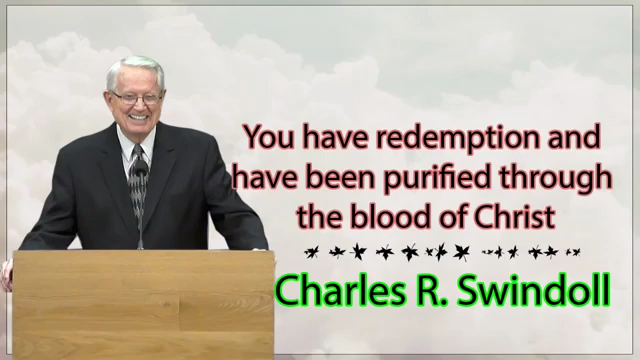 You have redemption and
have been purified through
the blood of Christ
Charles R. Swindoll